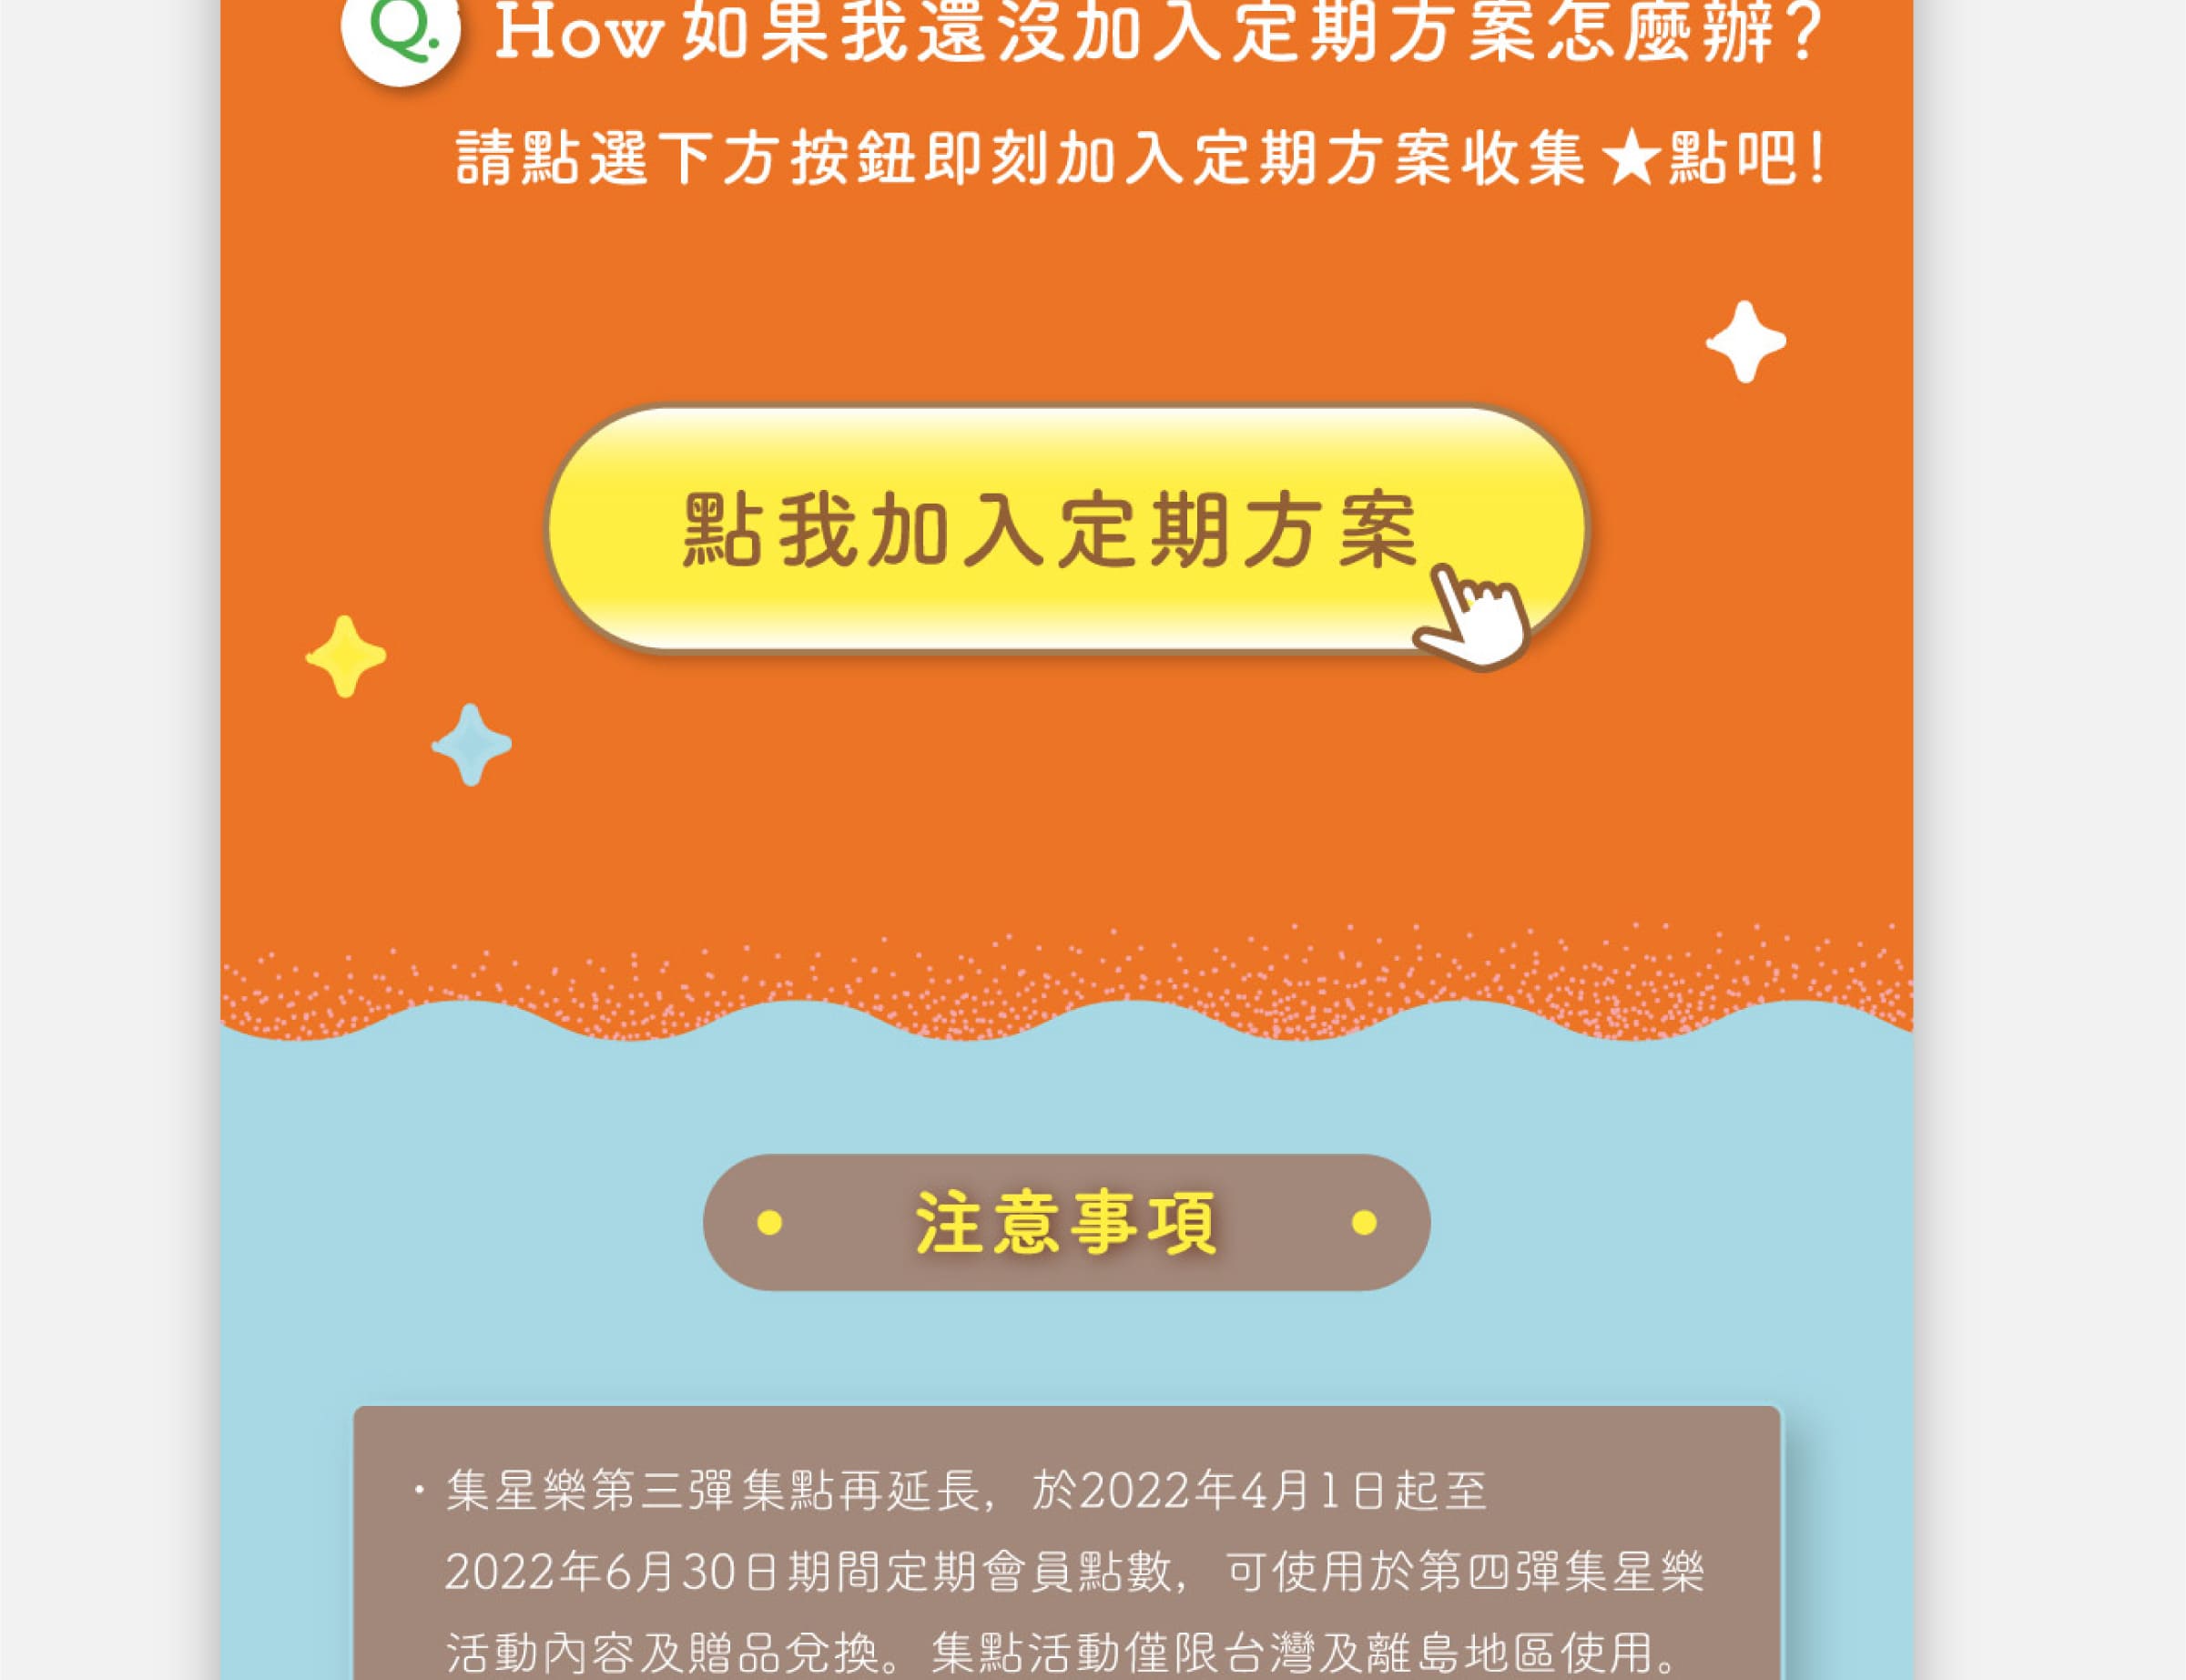 Q. How如果我還沒加入定期方案怎麼辦?
請點選下方按鈕即刻加入定期方案收集★點吧!
點我加入定期方案
注意事項
・集星樂第三彈集點再延長，於2022年4月1日起至
2022年6月30日期間定期會員點數，可使用於第四彈集星樂
活動內容及贈品兌換。集點活動僅限台灣及離島地區使用。